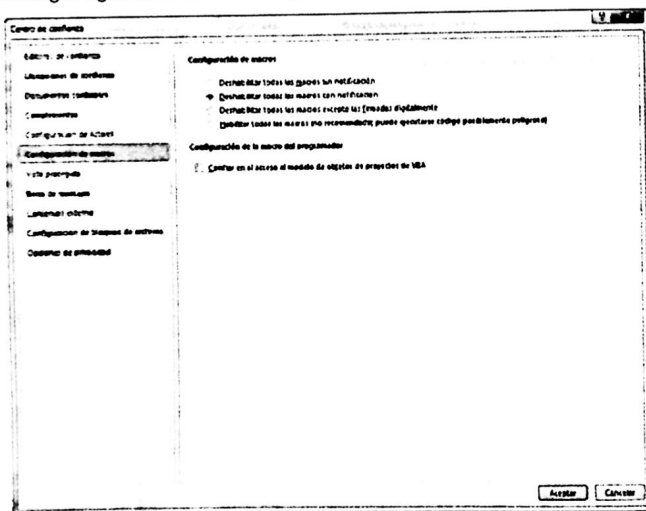 Centro de confianza
Editores de confianza
Ubicaciones de confianza
Documentos confiables
Complementos
Configuración de ActiveX
Configuración de macros
Vista protegida
Barra de mensajes
Contenido externo
Configuración de bloqueo de archivos
Opciones de privacidad
Configuración de macros
Deshabilitar todas las macros sin notificación
Deshabilitar todas las macros con notificación
Deshabilitar todas las macros excepto las firmadas digitalmente
Habilitar todas las macros (no recomendado; puede ejecutarse código posiblemente peligroso)
Configuración de la macro del programador
Confiar en el acceso al modelo de objetos de proyectos de VBA
Aceptar
Cancelar